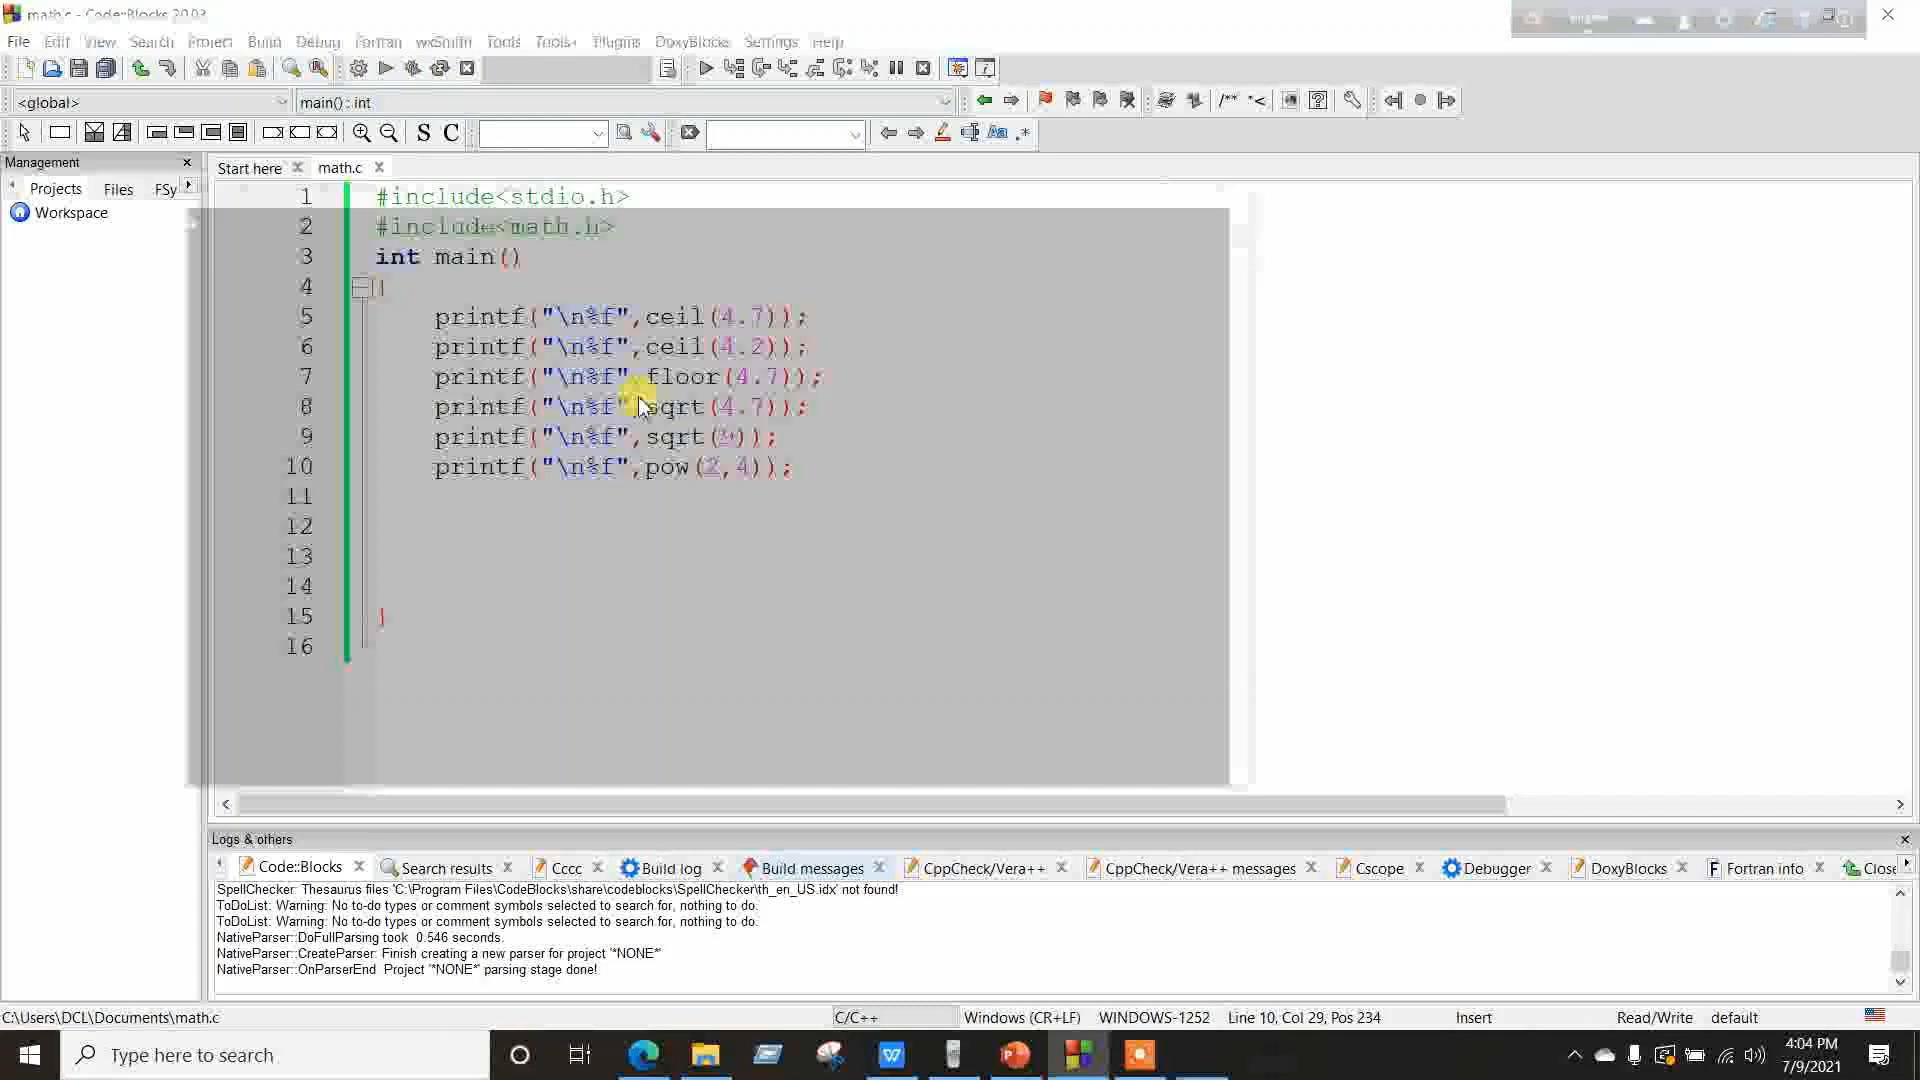 math.c - Code::Blocks 20.03
File Edit View Search Project Build Debug Fortran wxSmith Tools Tools+ Plugins DoxyBlocks Settings Help
<global> main() : int
S C
Management
Start here math.c
Projects Files FSy
Workspace
1 #include<stdio.h>
2 #include<math.h>
3 int main()
4
5 printf("\n%f",ceil(4.7));
6 printf("\n%f",ceil(4.2));
7 printf("\n%f",floor(4.7));
8 printf("\n%f",sqrt(4.7));
9 printf("\n%f",sqrt());
10 printf("\n%f",pow(2,4));
11
12
13
14
15 }
16
Logs & others
Code::Blocks Search results Cccc Build log Build messages CppCheck/Vera++ CppCheck/Vera++ messages Cscope Debugger DoxyBlocks Fortran info Close
SpellChecker: Thesaurus files 'C:\Program Files\CodeBlocks\share\codeblocks\SpellChecker\th_en_US.idx' not found!
ToDoList: Warning: No to-do types or comment symbols selected to search for, nothing to do.
ToDoList: Warning: No to-do types or comment symbols selected to search for, nothing to do.
NativeParser::DoFullParsing took 0.546 seconds.
NativeParser::CreateParser: Finish creating a new parser for project '*NONE*'
NativeParser::OnParserEnd Project '*NONE*' parsing stage done!
C:\Users\DCL\Documents\math.c C/C++ Windows (CR+LF) WINDOWS-1252 Line 10, Col 29, Pos 234 Insert Read/Write default
Type here to search
4:04 PM
7/9/2021